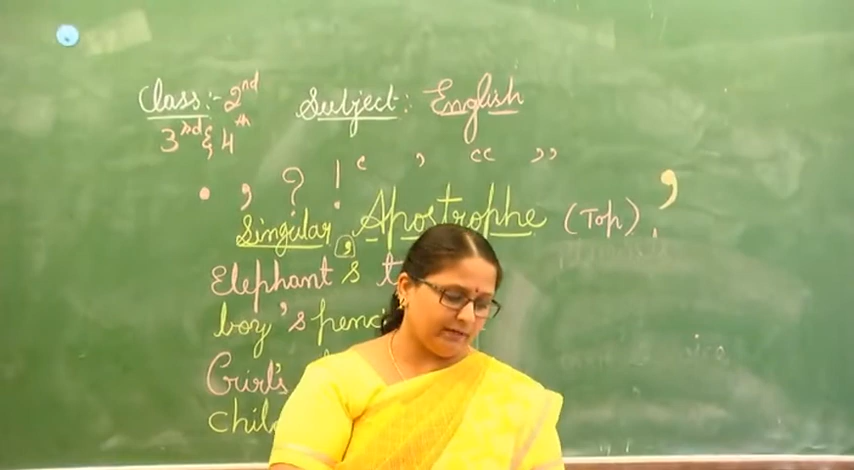 Class:- 2nd Subject: English
3rd & 4th
. , ? ! ‘ ’ “ ”
Singular Apostrophe (Top) ,
Elephant's
boy's
Girl's